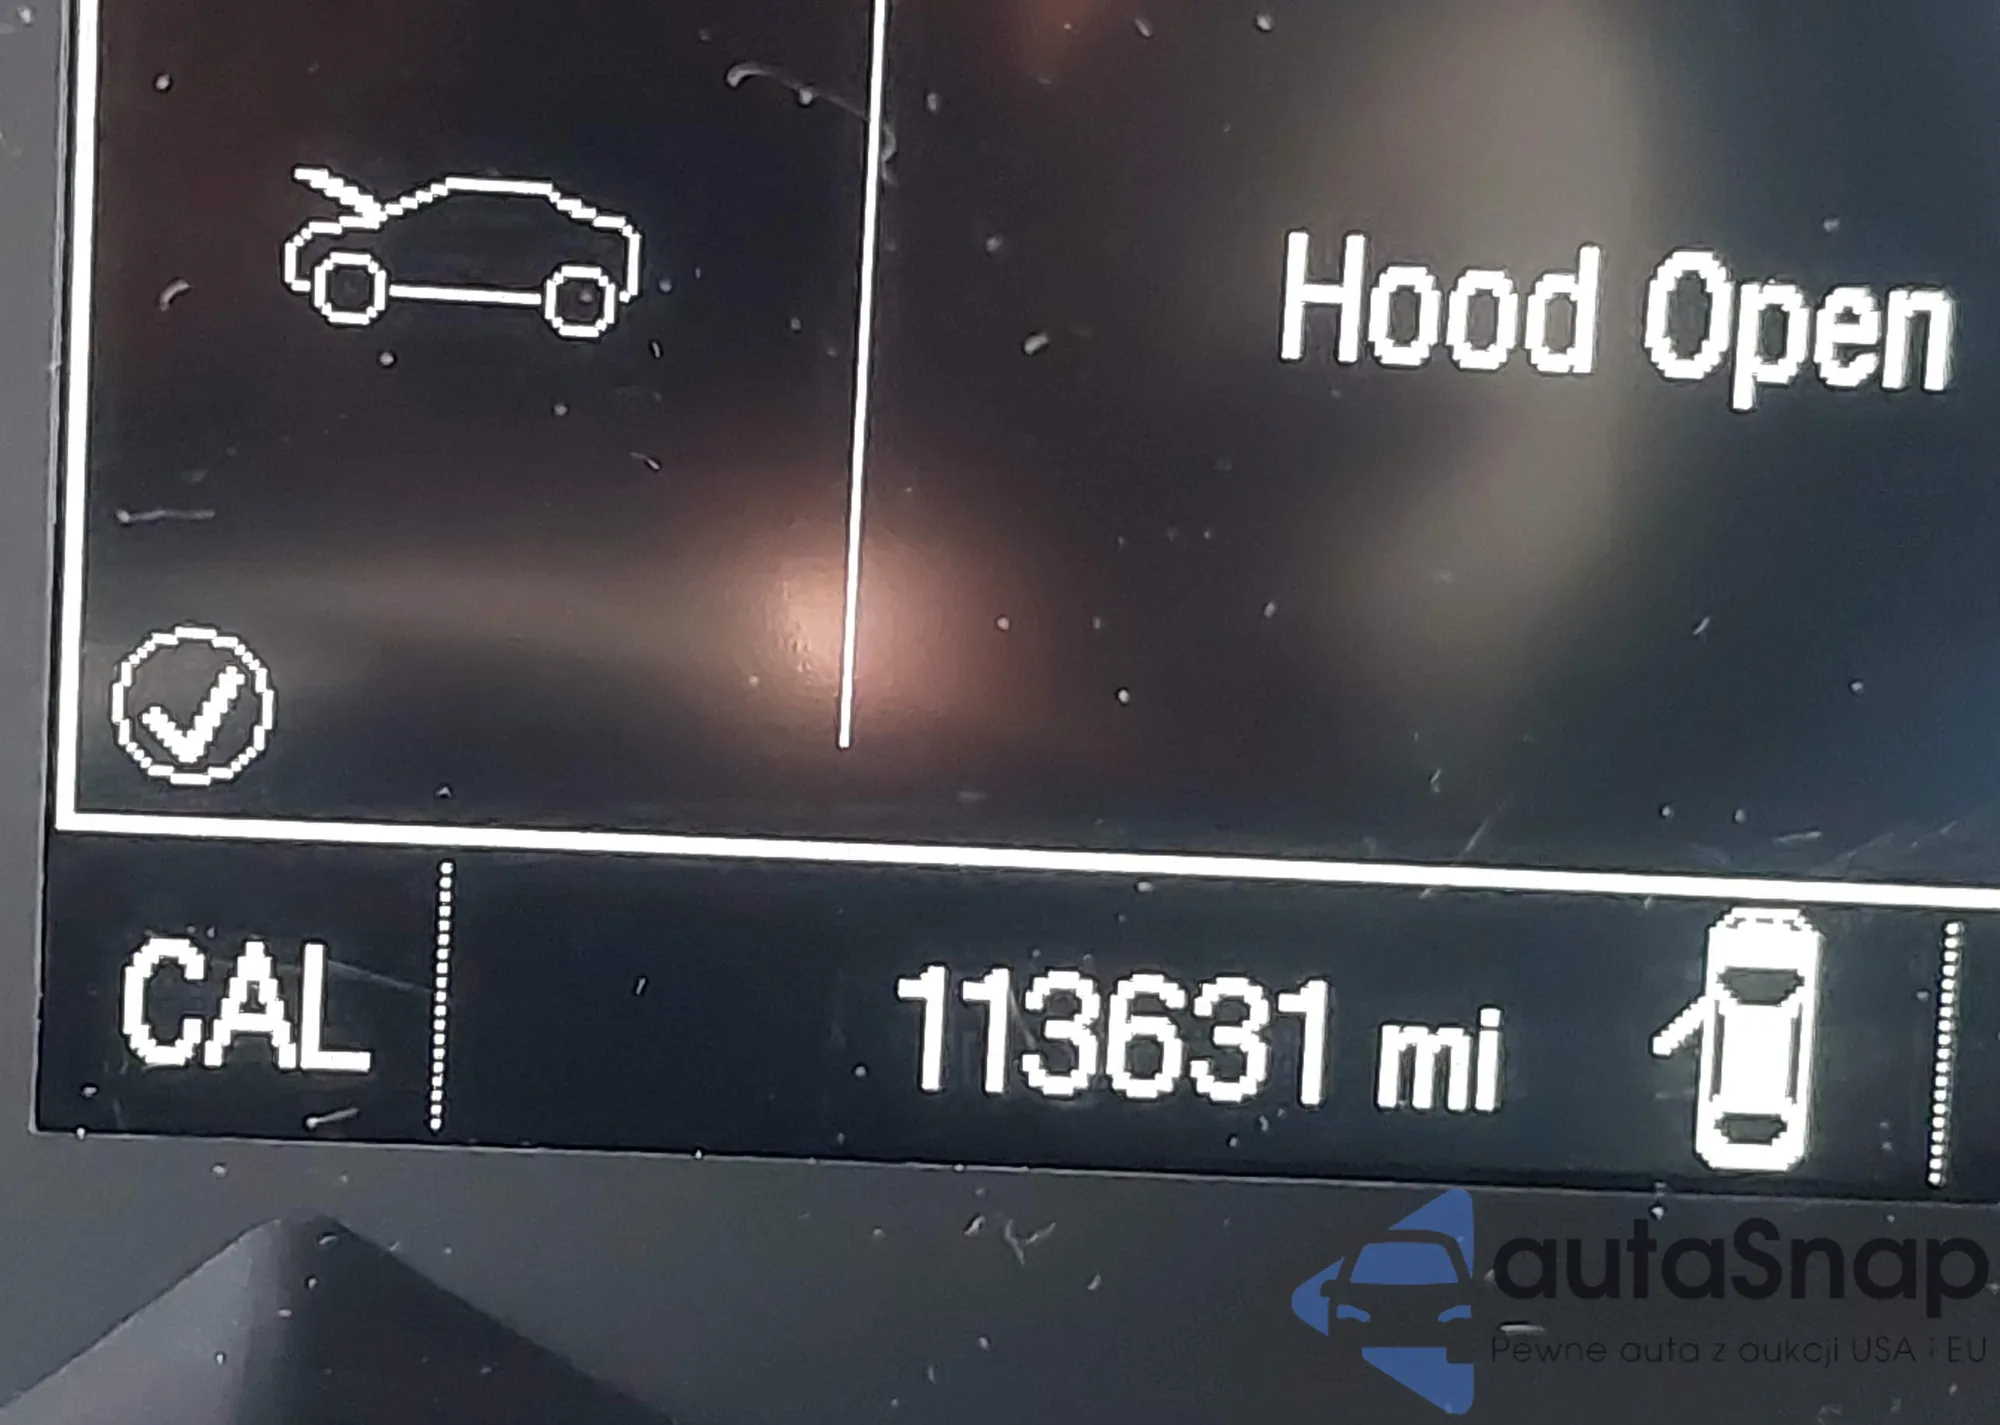 Hood Open
CAL
113631 mi
autaSnap
Pewne auta z aukcji USA i EU